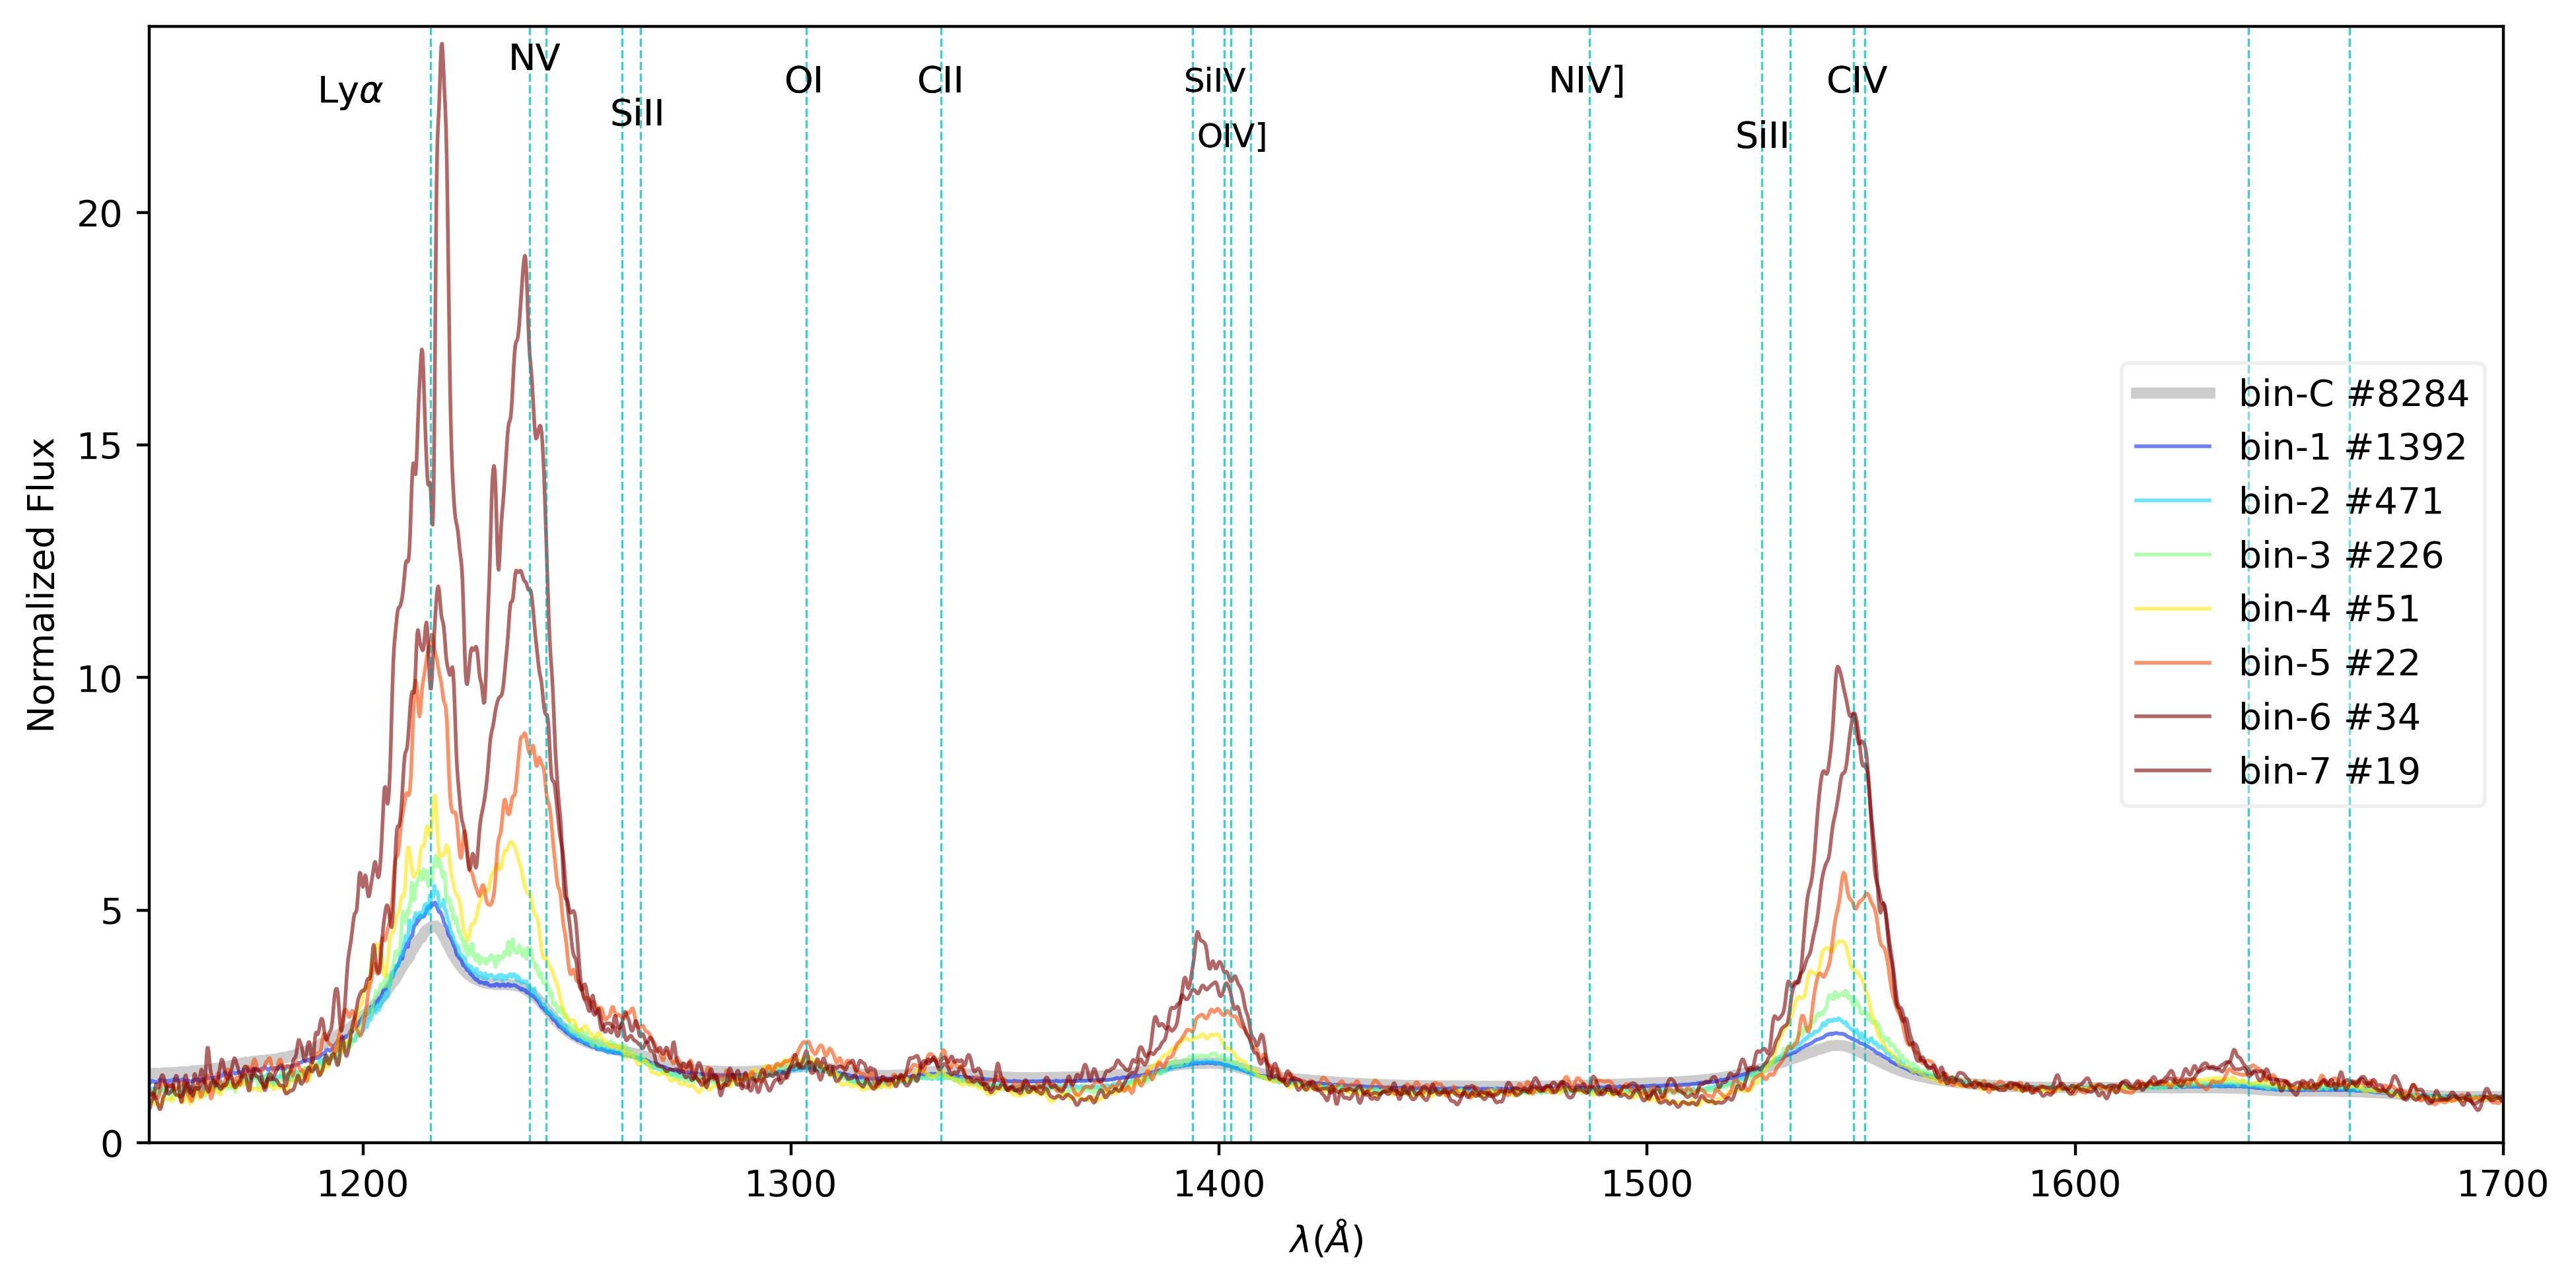 NV
Lyα
OI
CII
SiIV
NIV]
CIV
SiII
OIV]
SiII
20
15
10
5
0
Normalized Flux
bin-C #8284
bin-1 #1392
bin-2 #471
bin-3 #226
bin-4 #51
bin-5 #22
bin-6 #34
bin-7 #19
1200
1300
1400
1500
1600
1700
λ(Å)